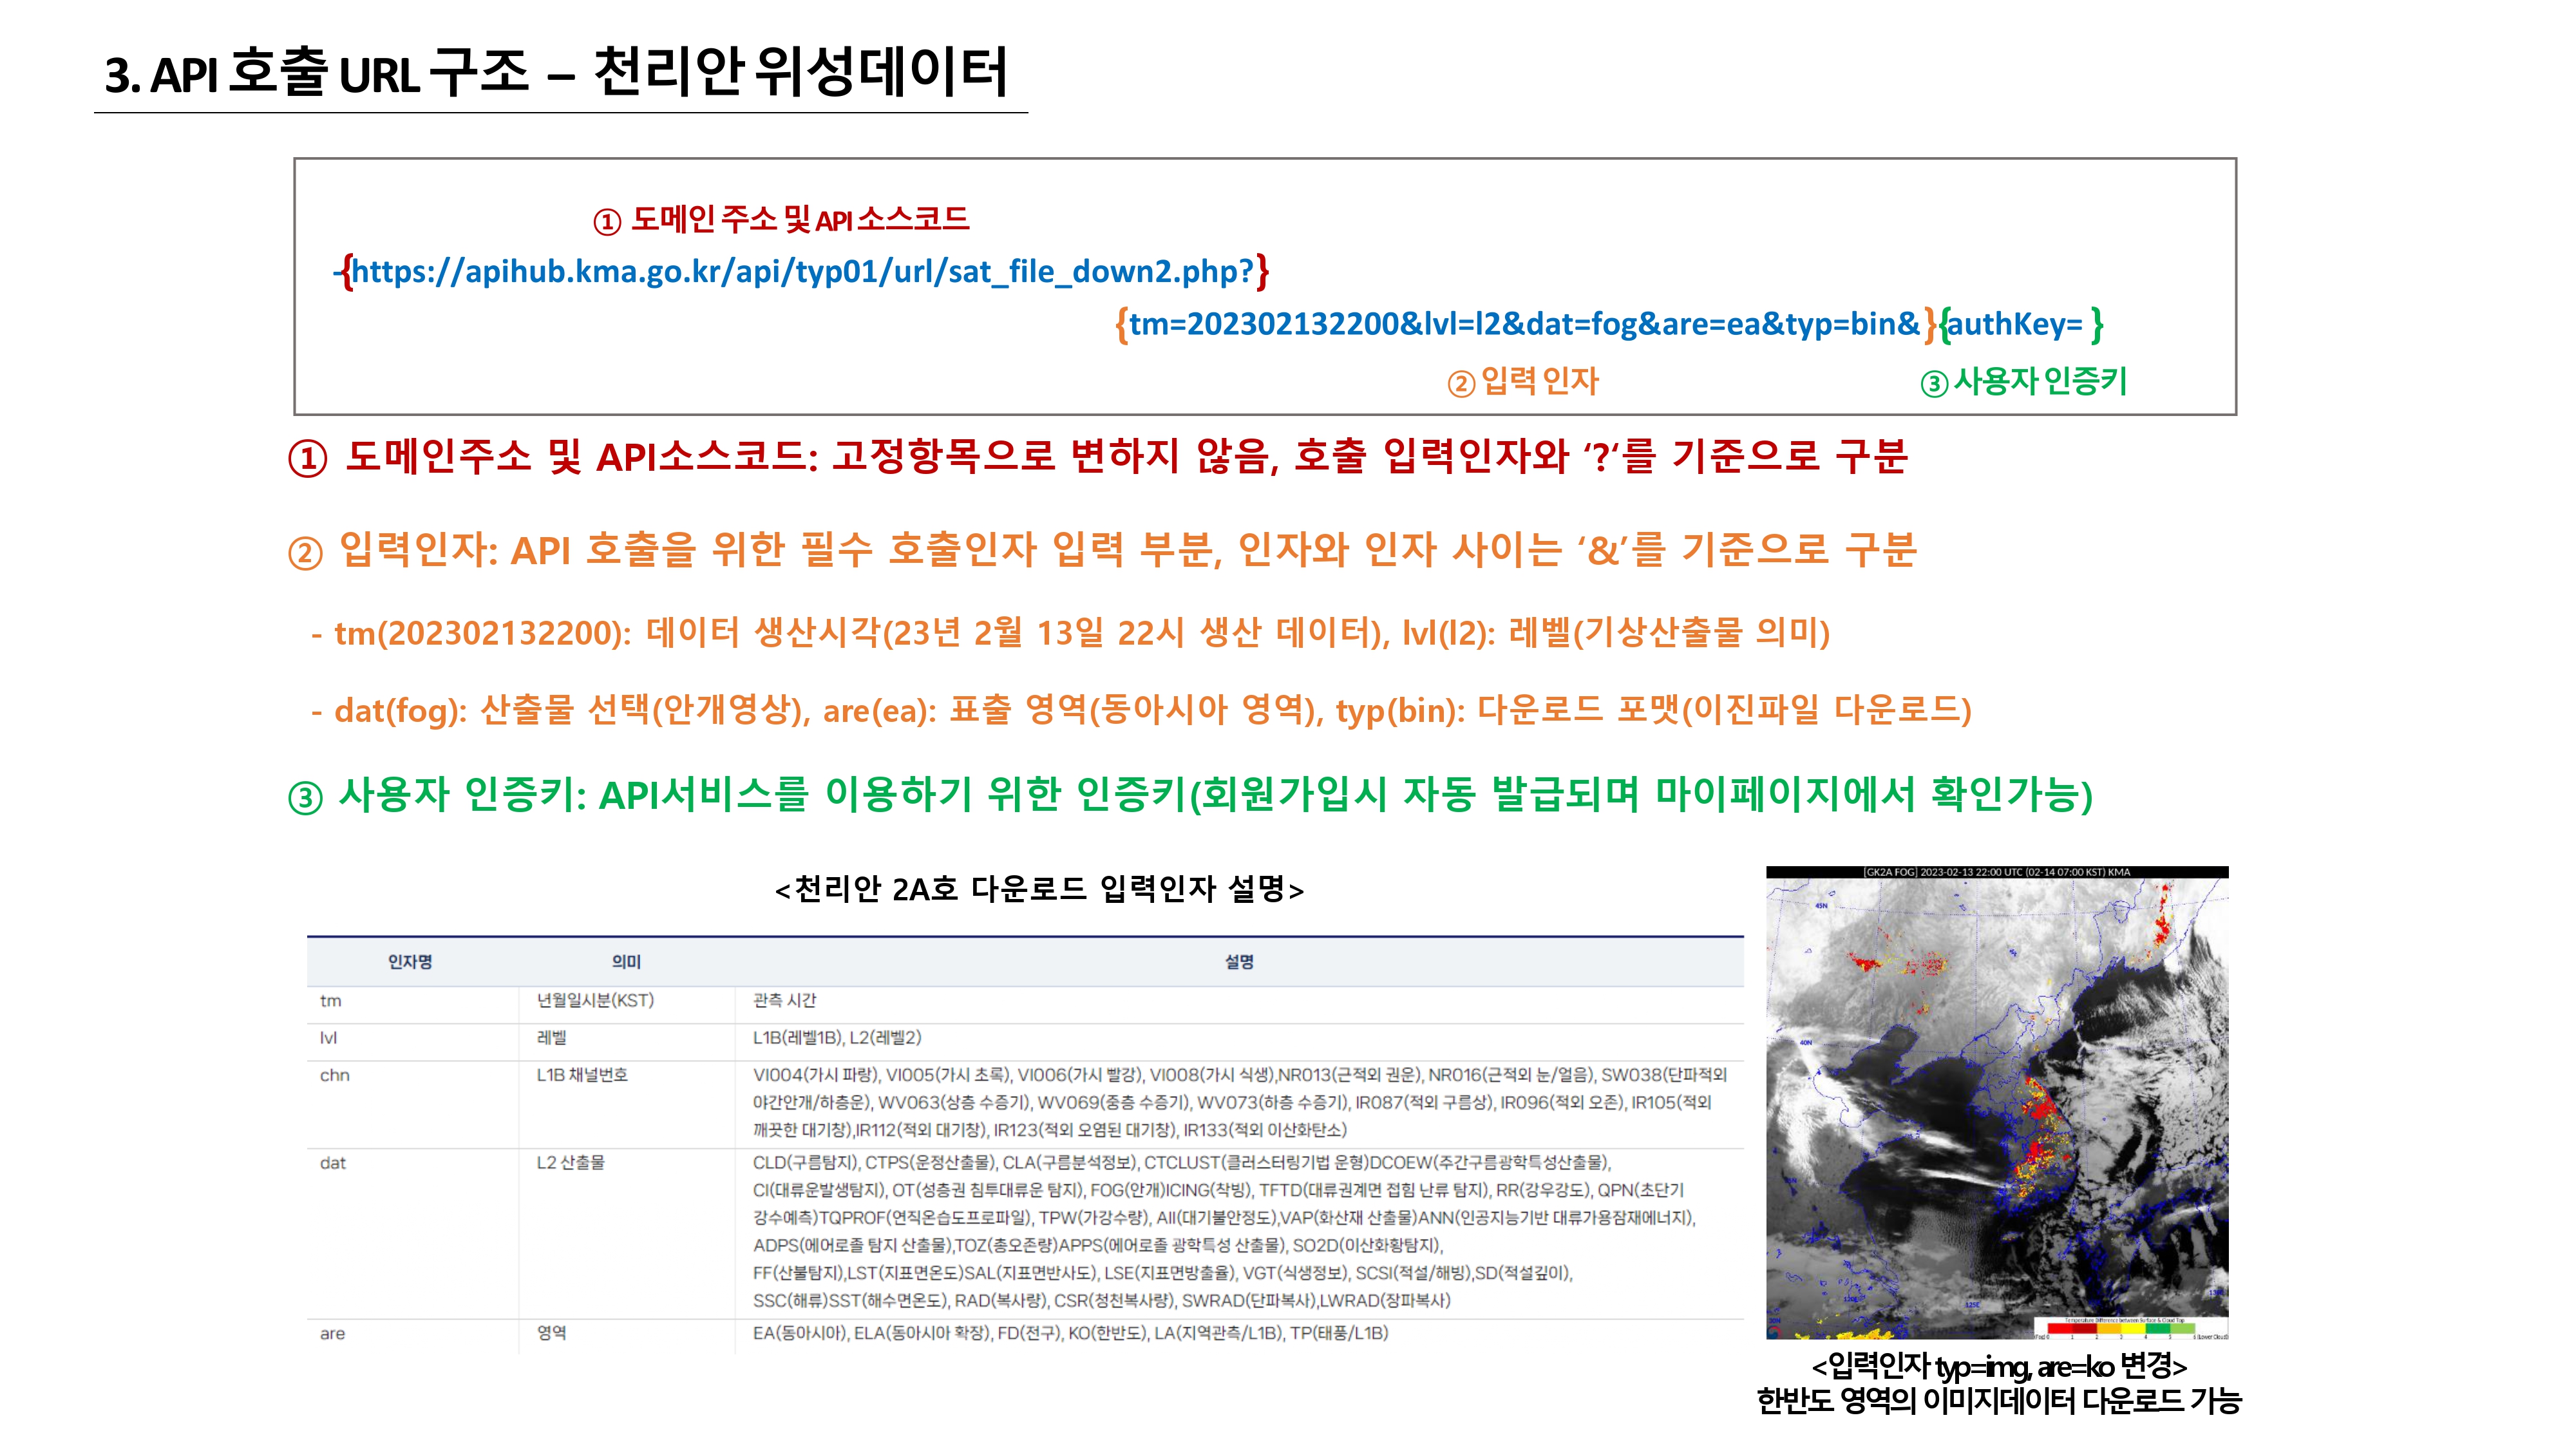 3. API 호출 URL 구조 – 천리안 위성데이터
① 도메인 주소 및 API 소스코드
-{https://apihub.kma.go.kr/api/typ01/url/sat_file_down2.php?}
{tm=202302132200&lvl=l2&dat=fog&are=ea&typ=bin&}{authKey= }
② 입력 인자
③ 사용자 인증키
① 도메인주소 및 API소스코드: 고정항목으로 변하지 않음, 호출 입력인자와 ‘?‘를 기준으로 구분
② 입력인자: API 호출을 위한 필수 호출인자 입력 부분, 인자와 인자 사이는 ‘&’를 기준으로 구분
- tm(202302132200): 데이터 생산시각(23년 2월 13일 22시 생산 데이터), lvl(l2): 레벨(기상산출물 의미)
- dat(fog): 산출물 선택(안개영상), are(ea): 표출 영역(동아시아 영역), typ(bin): 다운로드 포맷(이진파일 다운로드)
③ 사용자 인증키: API서비스를 이용하기 위한 인증키(회원가입시 자동 발급되며 마이페이지에서 확인가능)
<천리안 2A호 다운로드 입력인자 설명>
인자명 의미 설명
tm 년월일시분(KST) 관측 시간
lvl 레벨 L1B(레벨1B), L2(레벨2)
chn L1B 채널번호 VI004(가시 파랑), VI005(가시 초록), VI006(가시 빨강), VI008(가시 식생),NR013(근적외 권운), NR016(근적외 눈/얼음), SW038(단파적외
야간안개/하층운), WV063(상층 수증기), WV069(중층 수증기), WV073(하층 수증기), IR087(적외 구름상), IR096(적외 오존), IR105(적외
깨끗한 대기창),IR112(적외 대기창), IR123(적외 오염된 대기창), IR133(적외 이산화탄소)
dat L2 산출물 CLD(구름탐지), CTPS(운정산출물), CLA(구름분석정보), CTCLUST(클러스터링기법 운형)DCOEW(주간구름광학특성산출물),
CI(대류운발생탐지), OT(성층권 침투대류운 탐지), FOG(안개)ICING(착빙), TFTD(대류권계면 접힘 난류 탐지), RR(강우강도), QPN(초단기
강수예측)TQPROF(연직온습도프로파일), TPW(가강수량), AII(대기불안정도),VAP(화산재 산출물)ANN(인공지능기반 대류가용잠재에너지),
ADPS(에어로졸 탐지 산출물),TOZ(총오존량)APPS(에어로졸 광학특성 산출물), SO2D(이산화황탐지),
FF(산불탐지),LST(지표면온도)SAL(지표면반사도), LSE(지표면방출율), VGT(식생정보), SCSI(적설/해빙),SD(적설깊이),
SSC(해류)SST(해수면온도), RAD(복사량), CSR(청천복사량), SWRAD(단파복사),LWRAD(장파복사)
are 영역 EA(동아시아), ELA(동아시아 확장), FD(전구), KO(한반도), LA(지역관측/L1B), TP(태풍/L1B)
[GK2A FOG] 2023-02-13 22:00 UTC (02-14 07:00 KST) KMA
45N
40N
125E
Temperature Difference between Surface & Cloud Top
<입력인자 typ=img, are=ko 변경>
한반도 영역의 이미지데이터 다운로드 가능